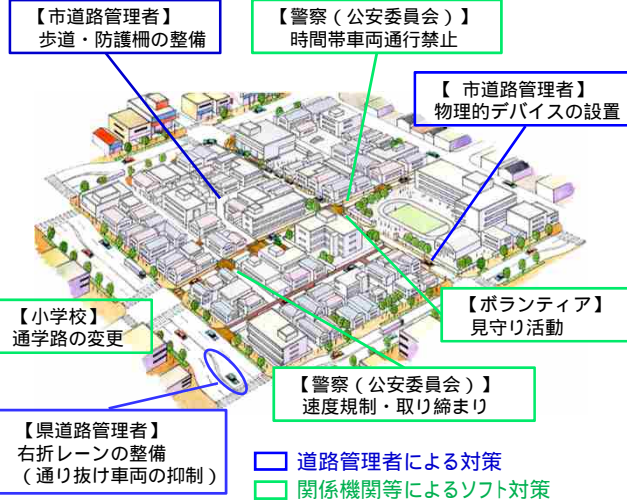 【市道路管理者】
歩道・防護柵の整備
【警察（公安委員会）】
時間帯車両通行禁止
【 市道路管理者】
物理的デバイスの設置
【小学校】
通学路の変更
【ボランティア】
見守り活動
【警察（公安委員会）】
速度規制・取り締まり
【県道路管理者】
右折レーンの整備
（通り抜け車両の抑制）
道路管理者による対策
関係機関等によるソフト対策